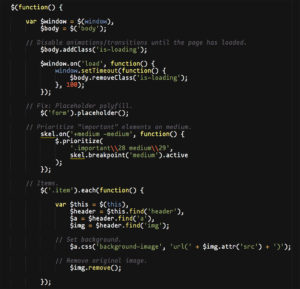 $(function() {
var $window = $(window),
$body = $('body');
// Disable animations/transitions until the page has loaded.
$body.addClass('is-loading');
$window.on('load', function() {
window.setTimeout(function() {
$body.removeClass('is-loading');
}, 100);
});
// Fix: Placeholder polyfill.
$('form').placeholder();
// Prioritize "important" elements on medium.
skel.on('+medium -medium', function() {
$.prioritize(
'.important\\28 medium\\29',
skel.breakpoint('medium').active
);
});
// Items.
$('.item').each(function() {
var $this = $(this),
$header = $this.find('header'),
$a = $header.find('a'),
$img = $header.find('img');
// Set background.
$a.css('background-image', 'url(' + $img.attr('src') + ')');
// Remove original image.
$img.remove();
});